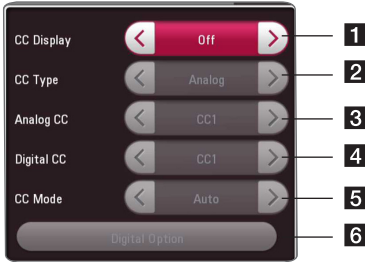 CC Display Off 1
CC Type Analog 2
Analog CC CC1 3
Digital CC CC1 4
CC Mode Auto 5
Digital Option 6